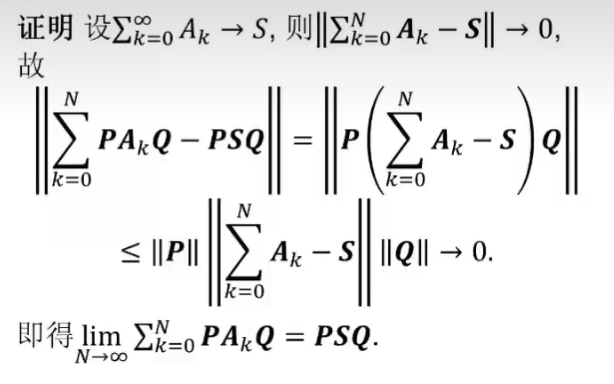 证明 设∑_{k=0}^{∞} A_k → S, 则‖∑_{k=0}^{N} A_k − S‖ → 0,
故
‖∑_{k=0}^{N} PA_kQ − PSQ‖ = ‖P(∑_{k=0}^{N} A_k − S)Q‖
≤ ‖P‖ ‖∑_{k=0}^{N} A_k − S‖ ‖Q‖ → 0.
即得 lim_{N→∞} ∑_{k=0}^{N} PA_kQ = PSQ.